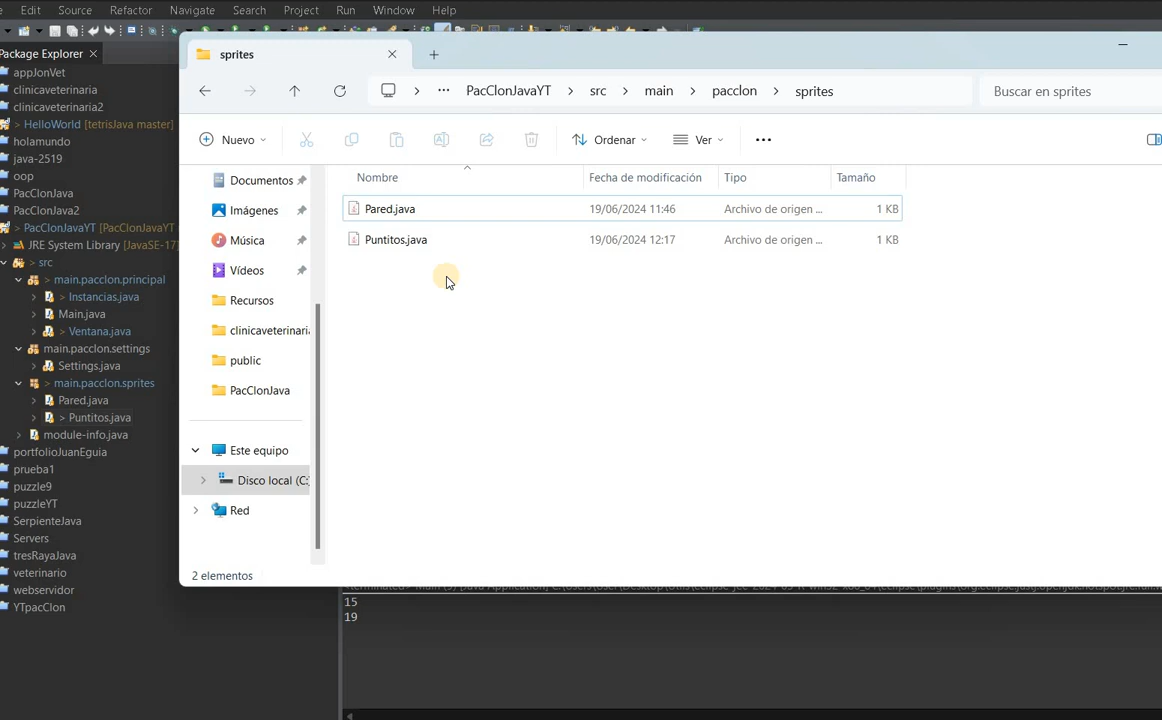 Edit Source Refactor Navigate Search Project Run Window Help
Package Explorer
appJonVet
clinicaveterinaria
clinicaveterinaria2
> HelloWorld [tetrisJava master]
holamundo
java-2519
oop
PacClonJava
PacClonJava2
> PacClonJavaYT [PacClonJavaYT
JRE System Library [JavaSE-17]
> src
> main.pacclon.principal
> Instancias.java
Main.java
> Ventana.java
main.pacclon.settings
Settings.java
> main.pacclon.sprites
Pared.java
> Puntitos.java
module-info.java
portfolioJuanEguia
prueba1
puzzle9
puzzleYT
SerpienteJava
Servers
tresRayaJava
veterinario
webservidor
YTpacClon
sprites
PacClonJavaYT > src > main > pacclon > sprites
Buscar en sprites
Nuevo
Ordenar
Ver
Documentos
Imágenes
Música
Vídeos
Recursos
clinicaveterinari
public
PacClonJava
Este equipo
Disco local (C:)
Red
Nombre Fecha de modificación Tipo Tamaño
Pared.java 19/06/2024 11:46 Archivo de origen ... 1 KB
Puntitos.java 19/06/2024 12:17 Archivo de origen ... 1 KB
2 elementos
15
19